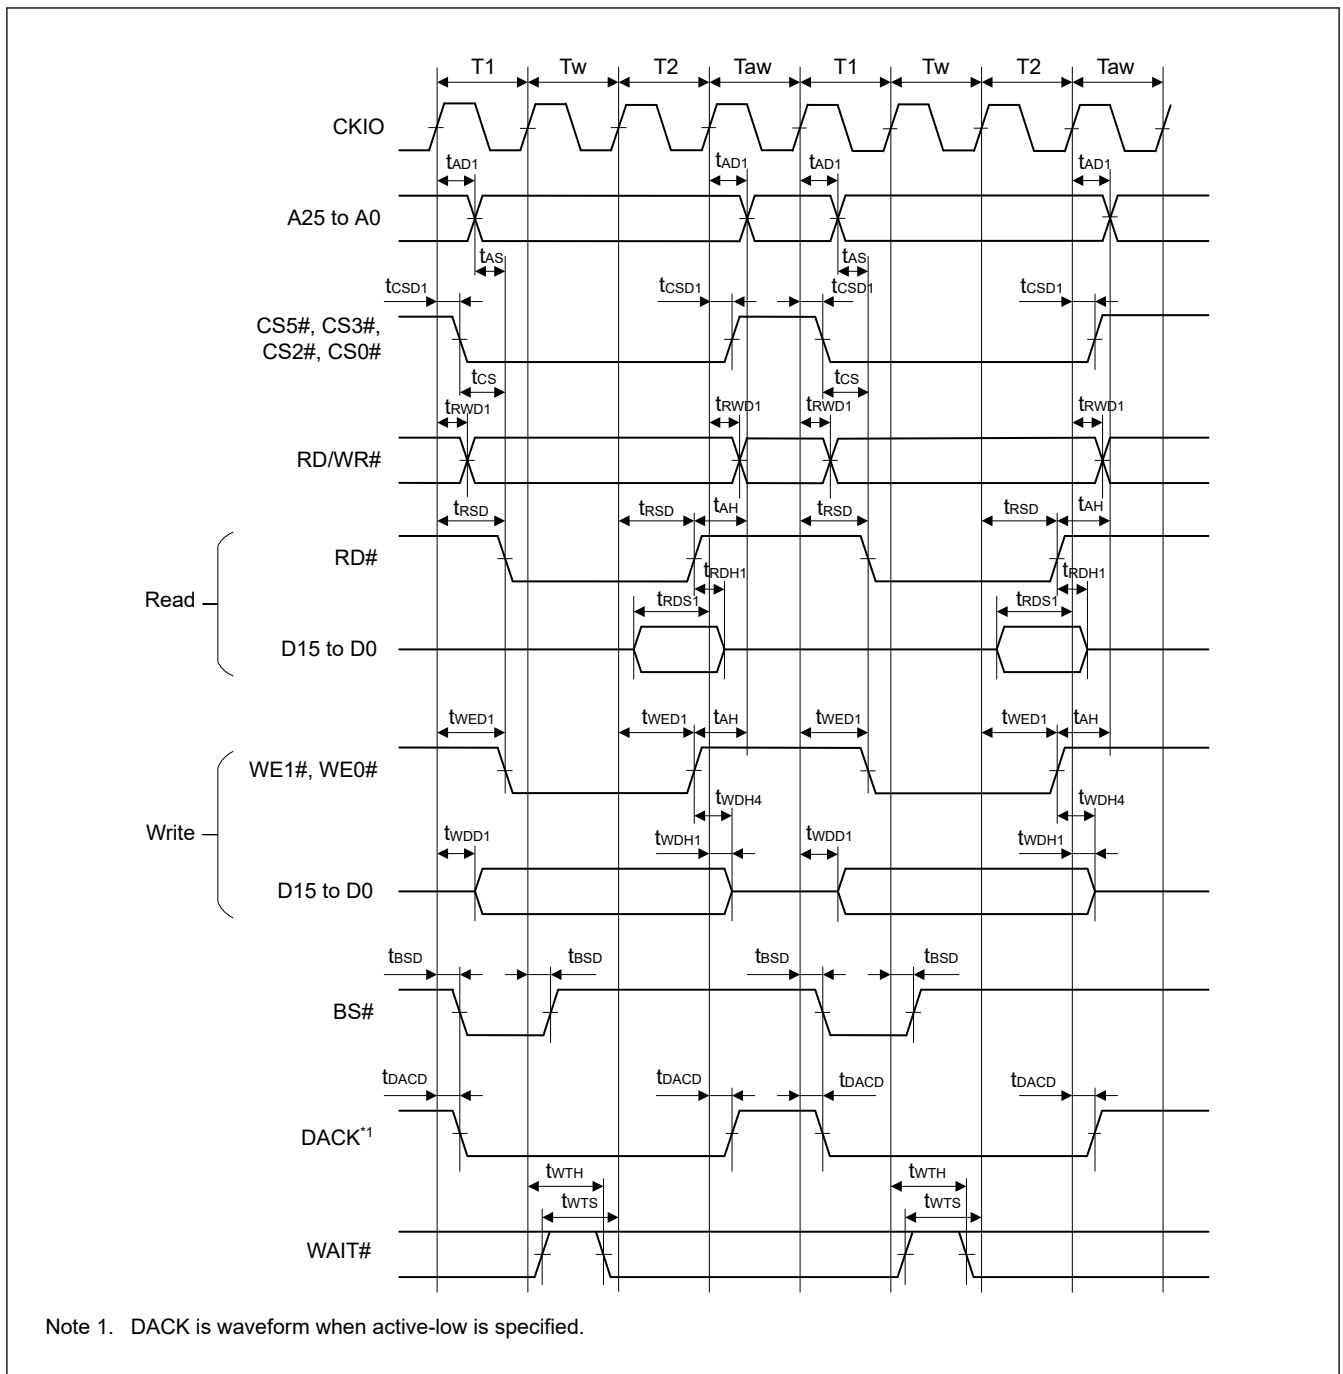 T1 Tw T2 Taw T1 Tw T2 Taw
CKIO
tAD1 tAD1 tAD1 tAD1
A25 to A0
tAS tAS
tCSD1 tCSD1 tCSD1 tCSD1
CS5#, CS3#,
CS2#, CS0#
tCS tCS
tRWD1 tRWD1 tRWD1 tRWD1
RD/WR#
tRSD tRSD tAH tRSD tRSD tAH
RD#
tRDH1 tRDH1
Read
tRDS1 tRDS1
D15 to D0
tWED1 tWED1 tAH tWED1 tWED1 tAH
WE1#, WE0#
tWDH4 tWDH4
Write
tWDD1 tWDH1 tWDD1 tWDH1
D15 to D0
tBSD tBSD tBSD tBSD
BS#
tDACD tDACD tDACD tDACD
DACK*1
tWTH tWTH
tWTS tWTS
WAIT#
Note 1. DACK is waveform when active-low is specified.